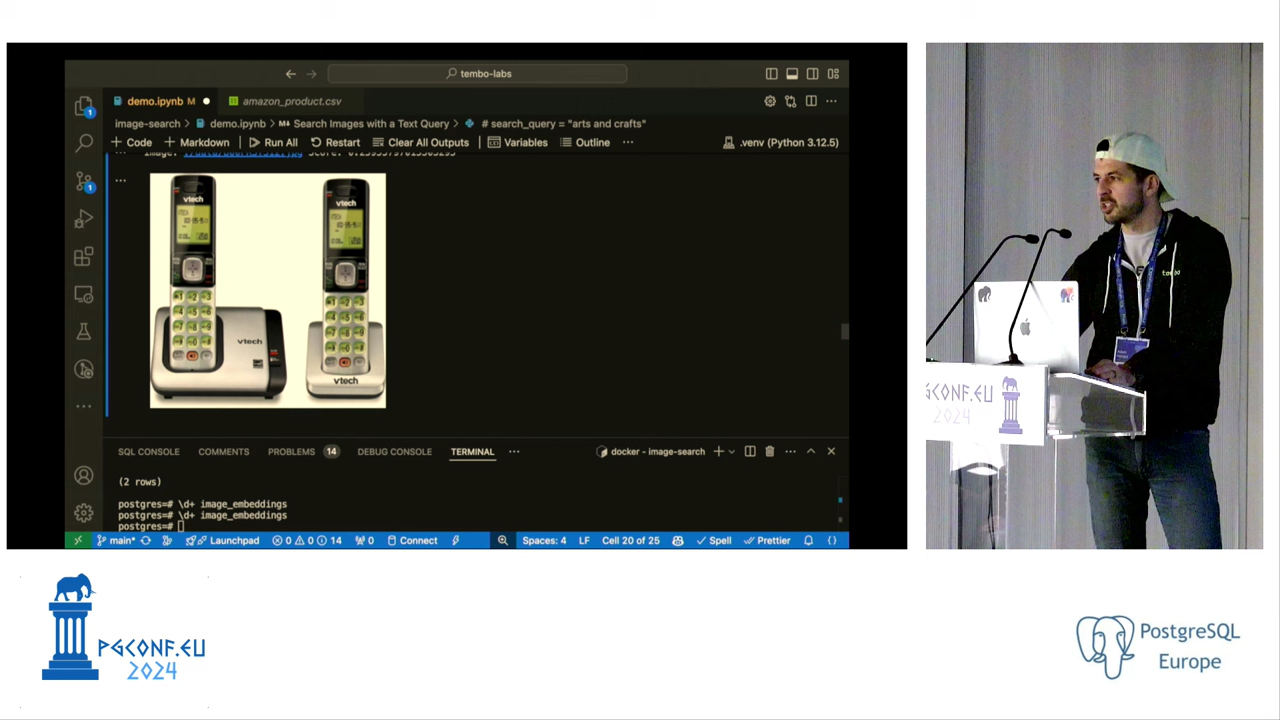 tembo-labs
demo.ipynb M
amazon_product.csv
image-search > demo.ipynb > M↓ Search Images with a Text Query > # search_query = "arts and crafts"
+ Code + Markdown Run All Restart Clear All Outputs Variables Outline ... .venv (Python 3.12.5)
vtech
vtech
vtech
vtech
SQL CONSOLE COMMENTS PROBLEMS 14 DEBUG CONSOLE TERMINAL ... docker - image-search
(2 rows)
postgres=# \d+ image_embeddings
postgres=# \d+ image_embeddings
postgres=#
main* Launchpad 0 0 14 0 Connect Spaces: 4 LF Cell 20 of 25 Spell Prettier { }
PGCONF.EU
2024
PGCONF.EU
2024
PostgreSQL
Europe